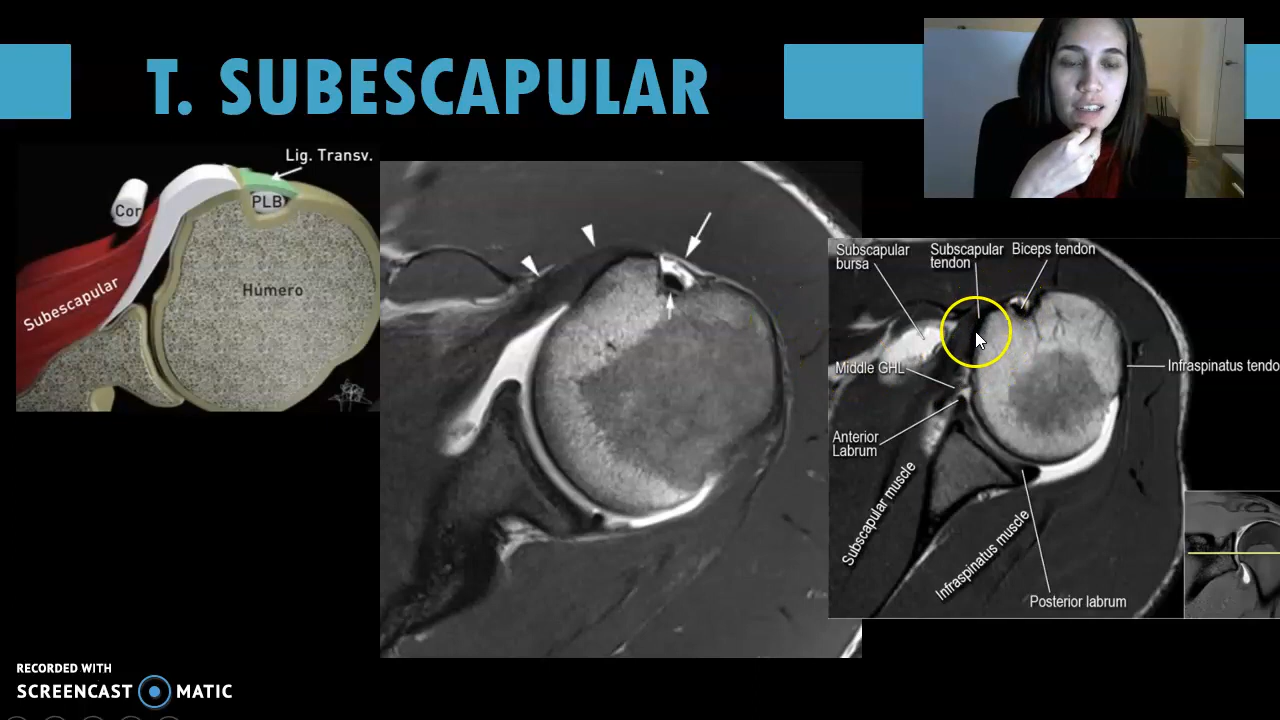 T. SUBESCAPULAR
Lig. Transv.
Cor
PLB
Húmero
Subescapular
Subscapular
bursa
Subscapular
tendon
Biceps tendon
Middle GHL
Infraspinatus tendo
Anterior
Labrum
Subscapular muscle
Infraspinatus muscle
Posterior labrum
RECORDED WITH
SCREENCAST MATIC